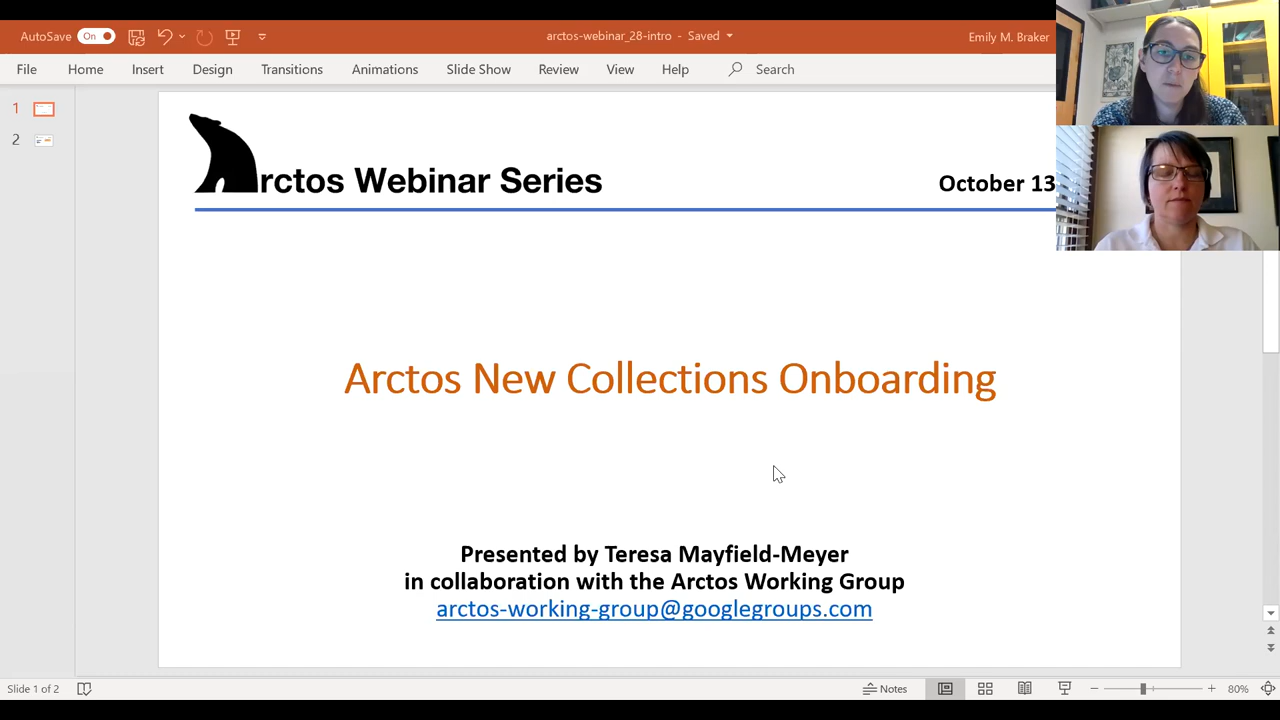 AutoSave On arctos-webinar_28-intro - Saved Emily M. Braker
File Home Insert Design Transitions Animations Slide Show Review View Help Search
1
2
rctos Webinar Series October 13
Arctos New Collections Onboarding
Presented by Teresa Mayfield-Meyer
in collaboration with the Arctos Working Group
arctos-working-group@googlegroups.com
Slide 1 of 2 Notes 80%